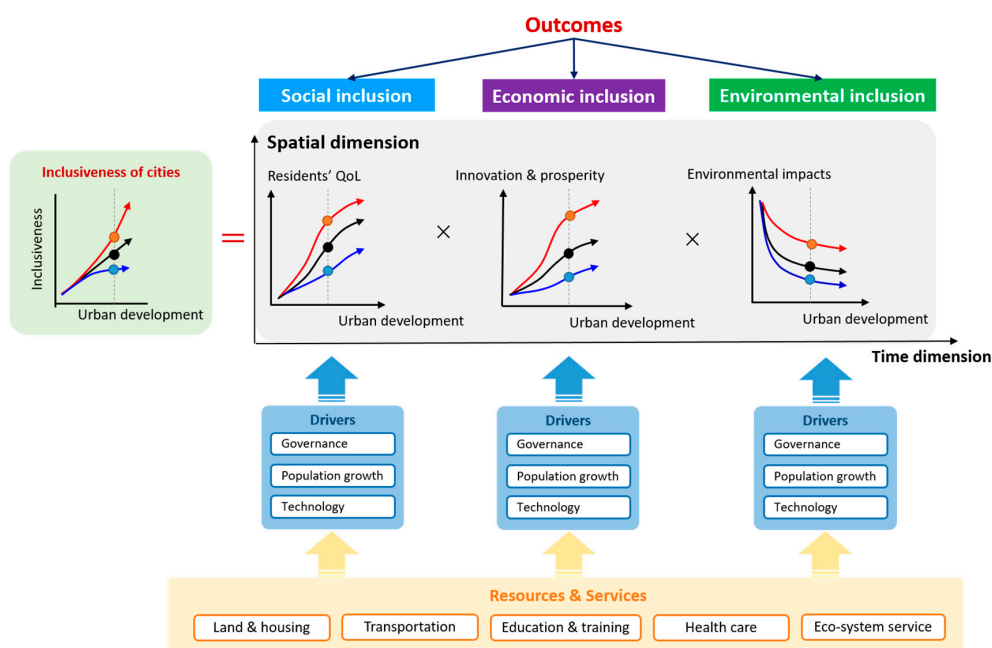 Outcomes
Social inclusion
Economic inclusion
Environmental inclusion
Spatial dimension
Inclusiveness of cities
Inclusiveness
Urban development
=
Residents' QoL
Urban development
×
Innovation & prosperity
Urban development
×
Environmental impacts
Urban development
Time dimension
Drivers
Governance
Population growth
Technology
Drivers
Governance
Population growth
Technology
Drivers
Governance
Population growth
Technology
Resources & Services
Land & housing
Transportation
Education & training
Health care
Eco-system service